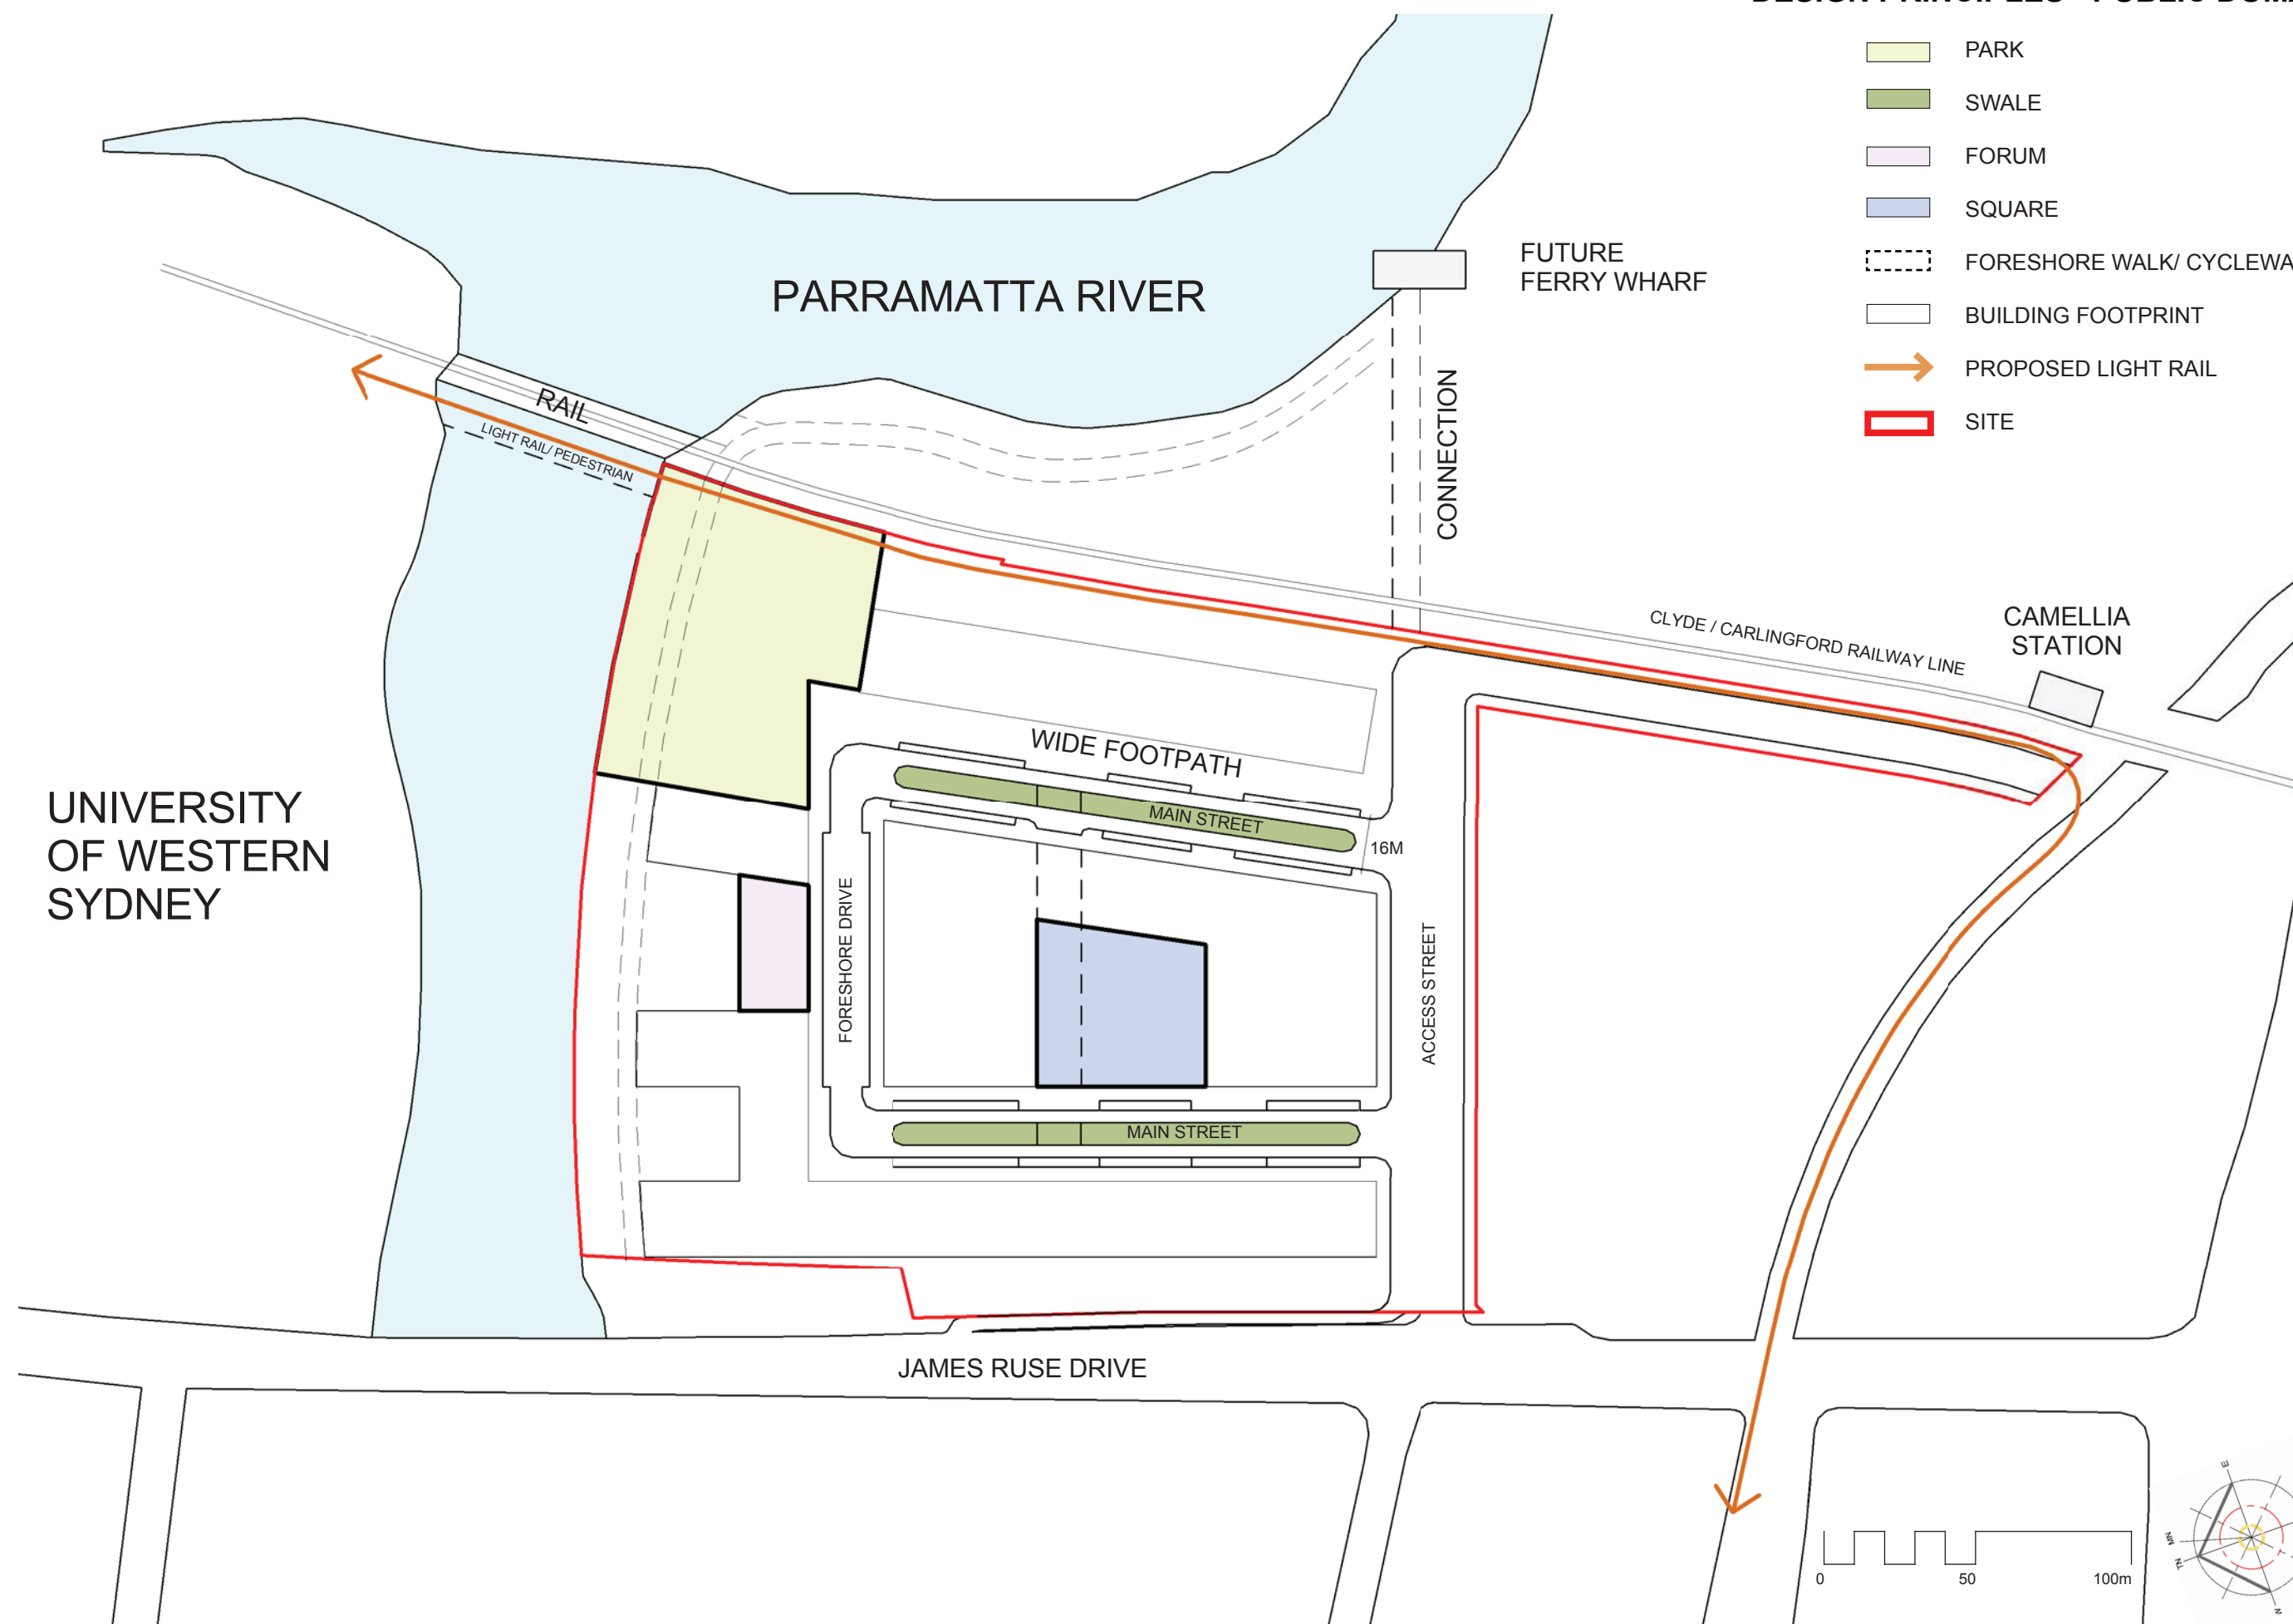 PARK
SWALE
FORUM
SQUARE
FORESHORE WALK/ CYCLEWA
BUILDING FOOTPRINT
PROPOSED LIGHT RAIL
SITE
FUTURE
FERRY WHARF
PARRAMATTA RIVER
RAIL
LIGHT RAIL/ PEDESTRIAN
CONNECTION
CLYDE / CARLINGFORD RAILWAY LINE
CAMELLIA
STATION
WIDE FOOTPATH
MAIN STREET
16M
UNIVERSITY
OF WESTERN
SYDNEY
FORESHORE DRIVE
ACCESS STREET
MAIN STREET
JAMES RUSE DRIVE
0 50 100m
E
MN
TN
N